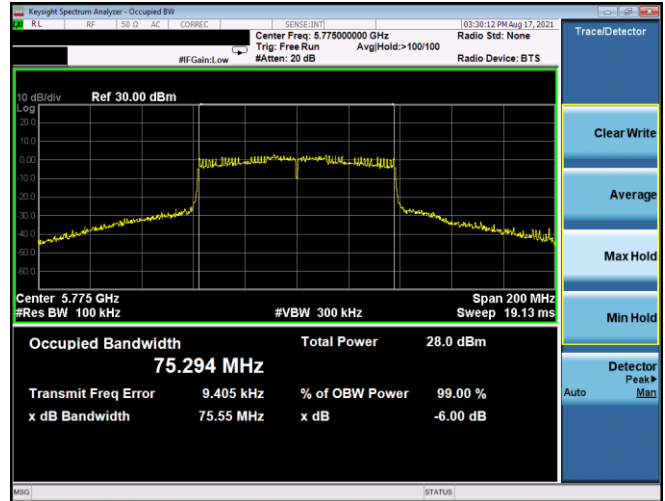 Keysight Spectrum Analyzer - Occupied BW
RL RF 50 Ω AC CORREC SENSE:INT 03:30:12 PM Aug 17, 2021
Center Freq: 5.775000000 GHz Radio Std: None
Trig: Free Run Avg|Hold:>100/100
#IFGain:Low #Atten: 20 dB Radio Device: BTS
Trace/Detector
10 dB/div Ref 30.00 dBm
Log
20.0
10.0
0.00
-10.0
-20.0
-30.0
-40.0
-50.0
-60.0
Center 5.775 GHz Span 200 MHz
#Res BW 100 kHz #VBW 300 kHz Sweep 19.13 ms
Occupied Bandwidth Total Power 28.0 dBm
75.294 MHz
Transmit Freq Error 9.405 kHz % of OBW Power 99.00 %
x dB Bandwidth 75.55 MHz x dB -6.00 dB
Clear Write
Average
Max Hold
Min Hold
Detector
Peak▶
Auto Man
MSG STATUS